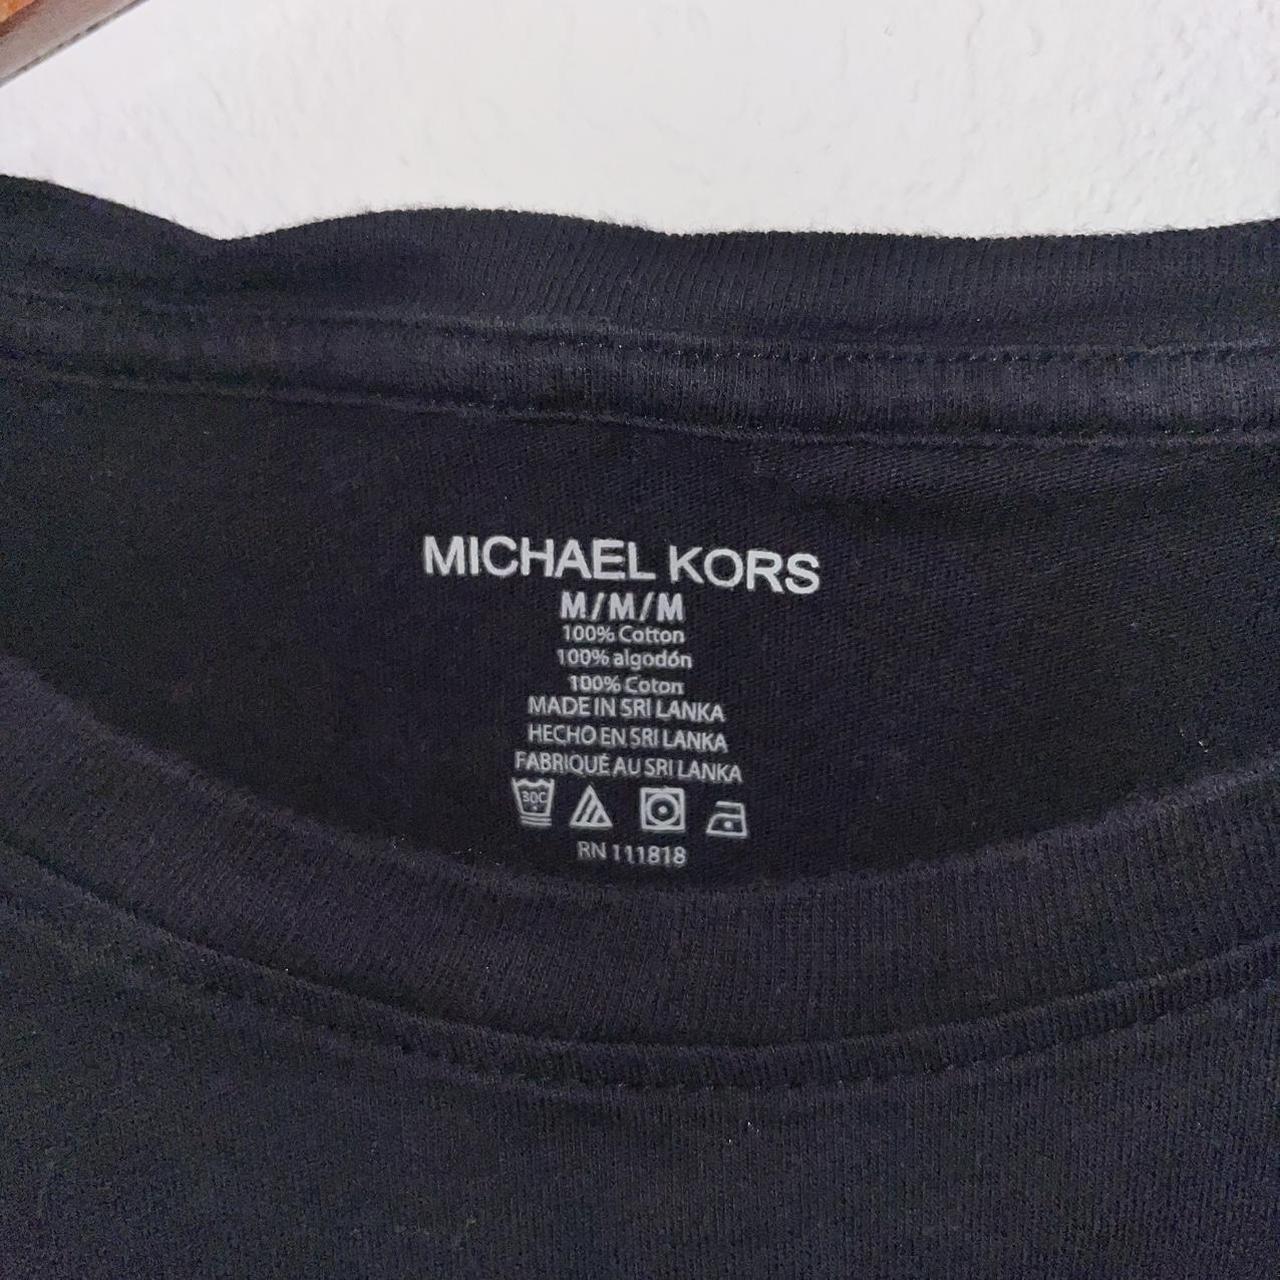 MICHAEL KORS
M/M/M
100% Cotton
100% algodón
100% Coton
MADE IN SRI LANKA
HECHO EN SRI LANKA
FABRIQUÉ AU SRI LANKA
30C
RN 111818